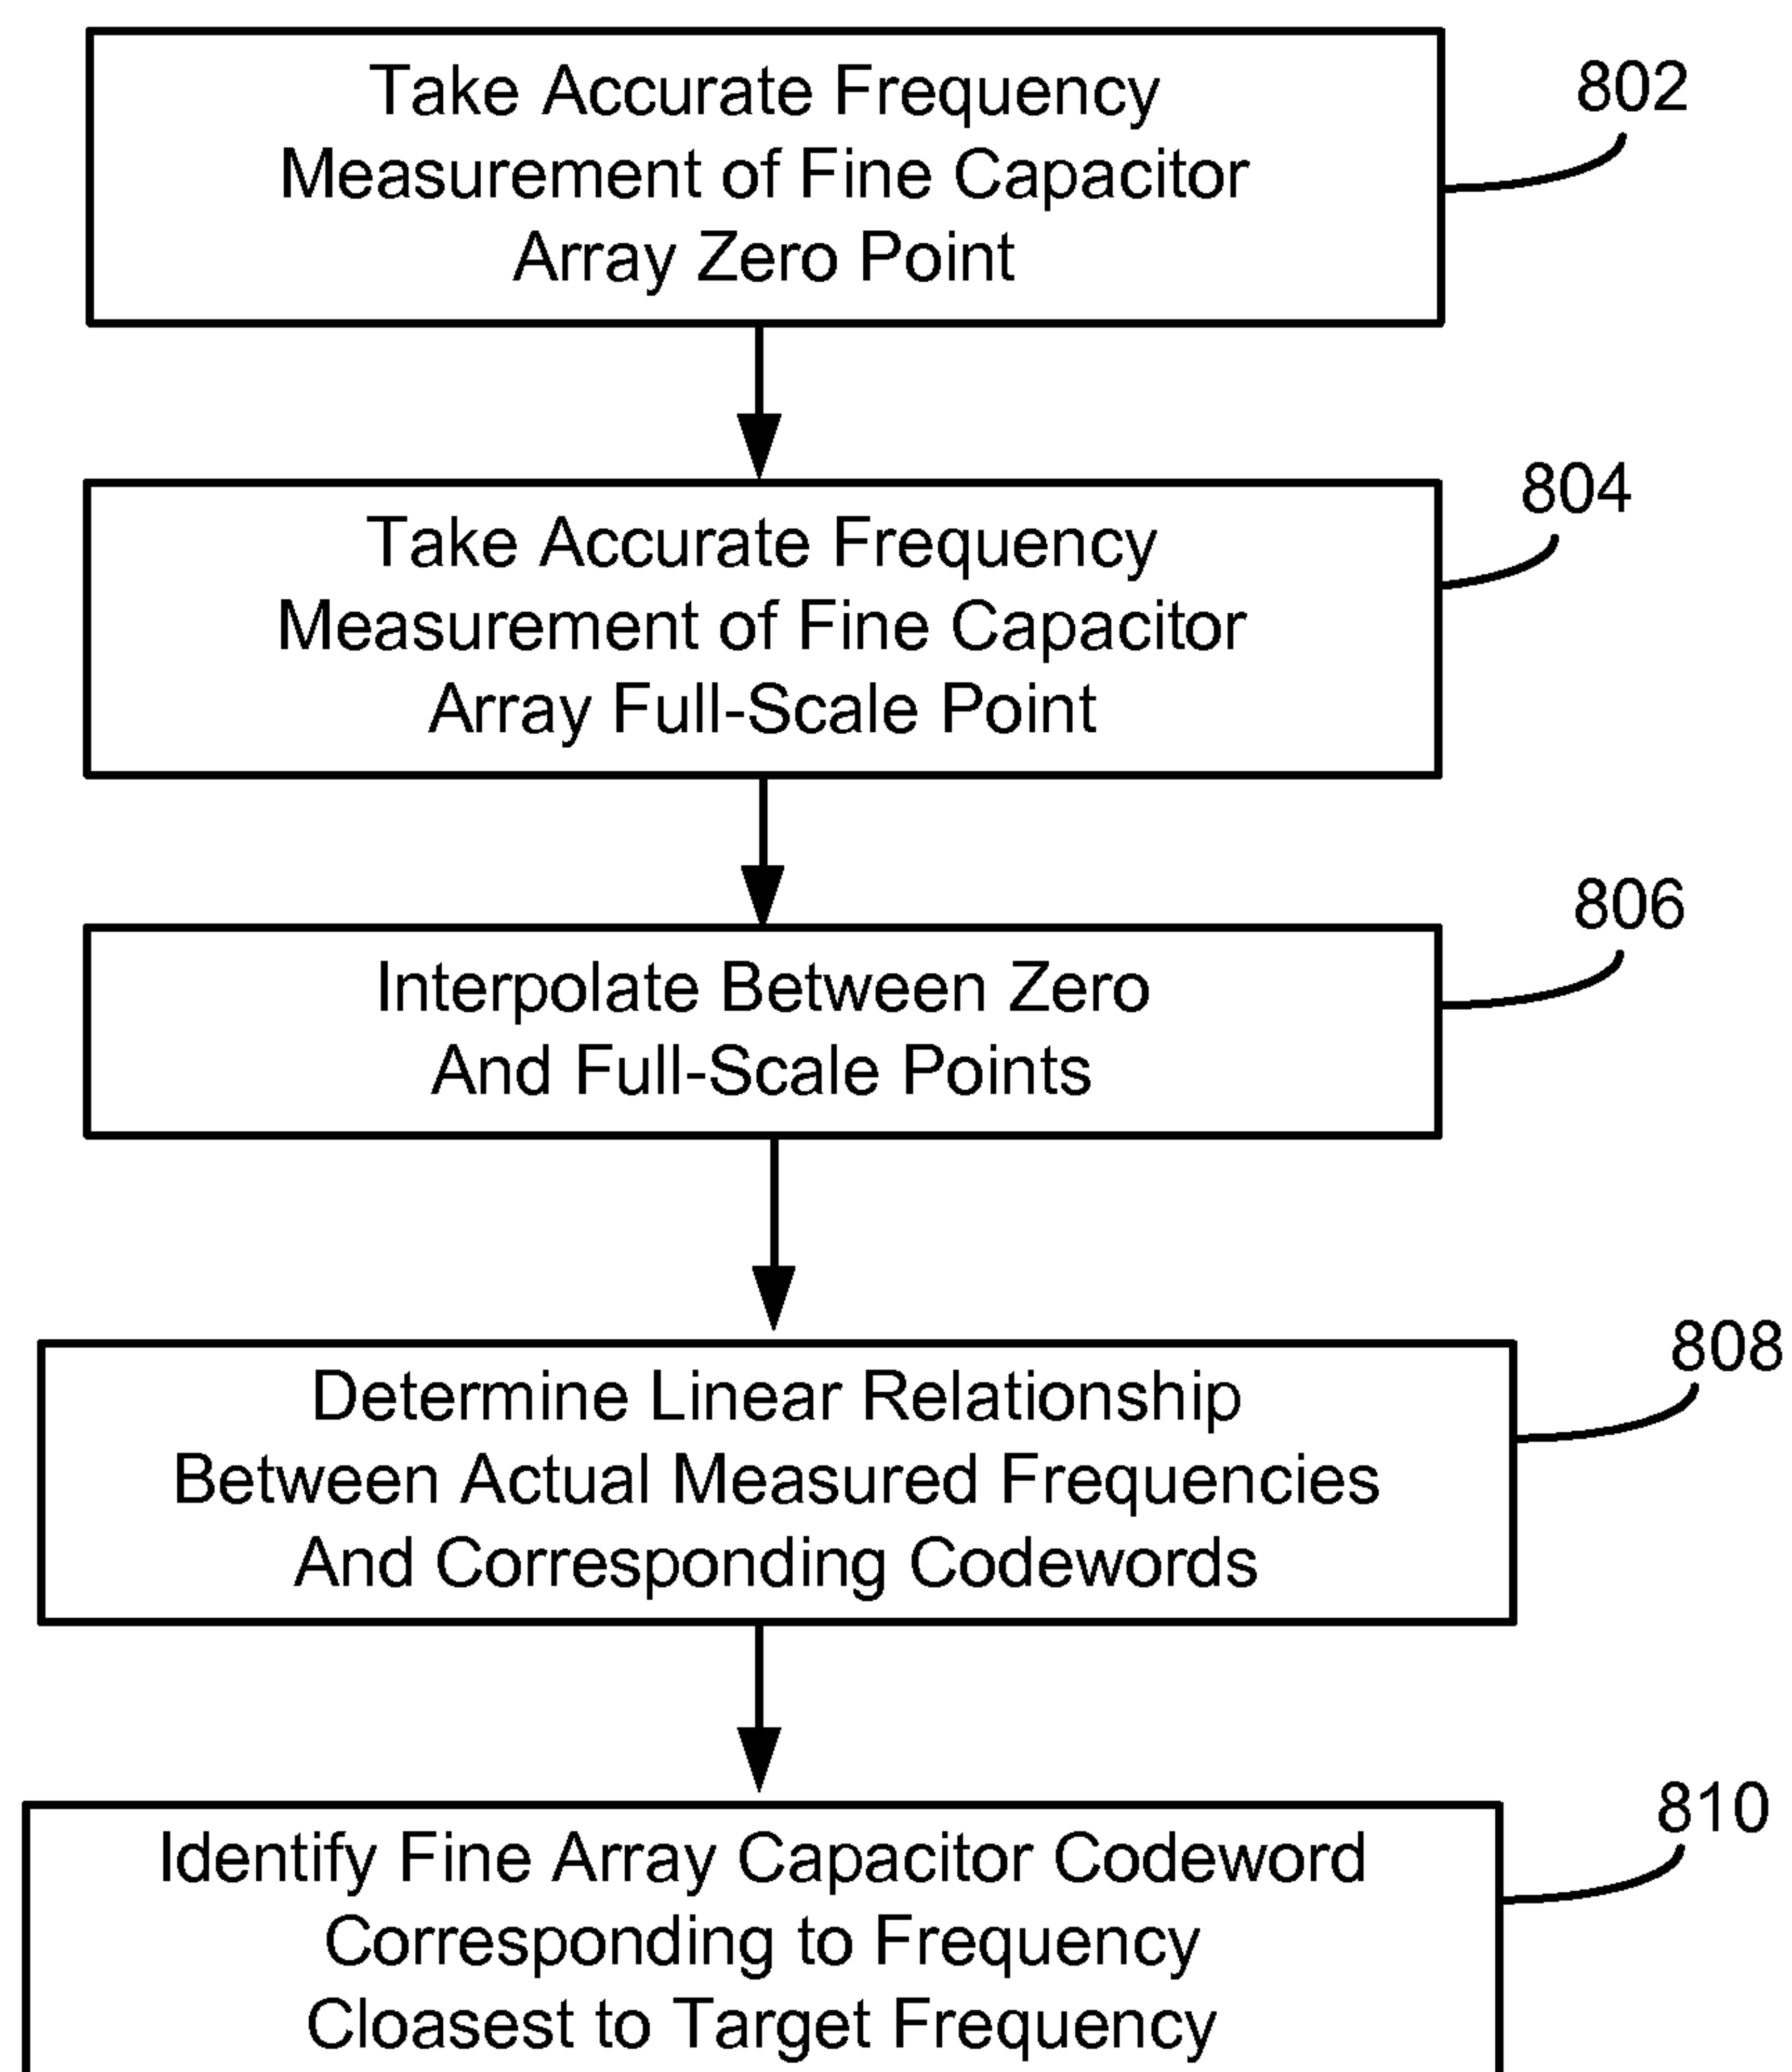 Take Accurate Frequency
Measurement of Fine Capacitor
Array Zero Point
802
Take Accurate Frequency
Measurement of Fine Capacitor
Array Full-Scale Point
804
Interpolate Between Zero
And Full-Scale Points
806
Determine Linear Relationship
Between Actual Measured Frequencies
And Corresponding Codewords
808
Identify Fine Array Capacitor Codeword
Corresponding to Frequency
Cloasest to Target Frequency
810